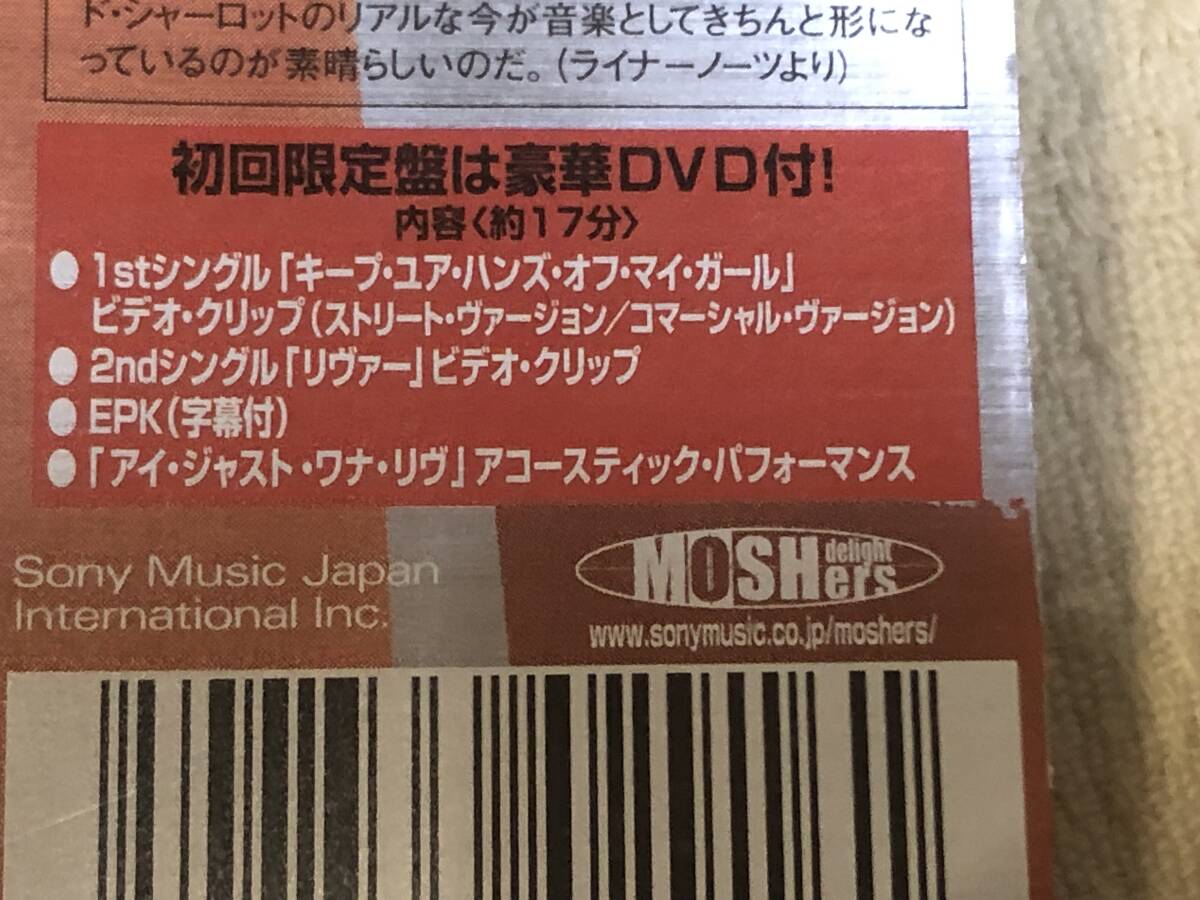 ド・シャーロットのリアルな今が音楽としてきちんと形にな
っているのが素晴らしいのだ。(ライナーノーツより)
初回限定盤は豪華DVD付!
内容〈約17分〉
● 1stシングル「キープ・ユア・ハンズ・オフ・マイ・ガール」
ビデオ・クリップ(ストリート・ヴァージョン/コマーシャル・ヴァージョン)
● 2ndシングル「リヴァー」ビデオ・クリップ
● EPK(字幕付)
● 「アイ・ジャスト・ワナ・リヴ」アコースティック・パフォーマンス
Sony Music Japan
International Inc.
MOSHers delight
www.sonymusic.co.jp/moshers/